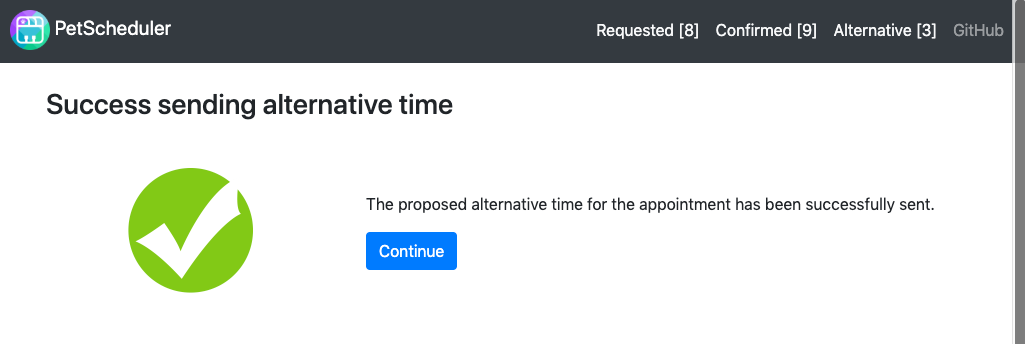 PetScheduler Requested [8] Confirmed [9] Alternative [3] GitHub
Success sending alternative time
The proposed alternative time for the appointment has been successfully sent.
Continue